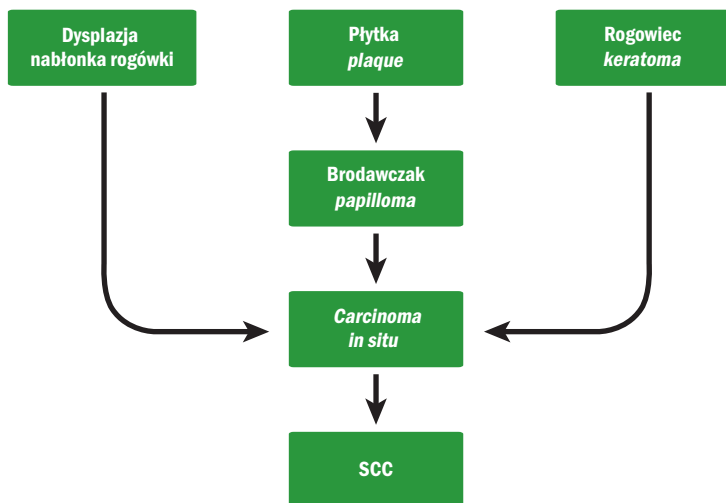 Dysplazja
nabłonka rogówki
Płytka
plaque
Rogowiec
keratoma
Brodawczak
papilloma
Carcinoma
in situ
SCC